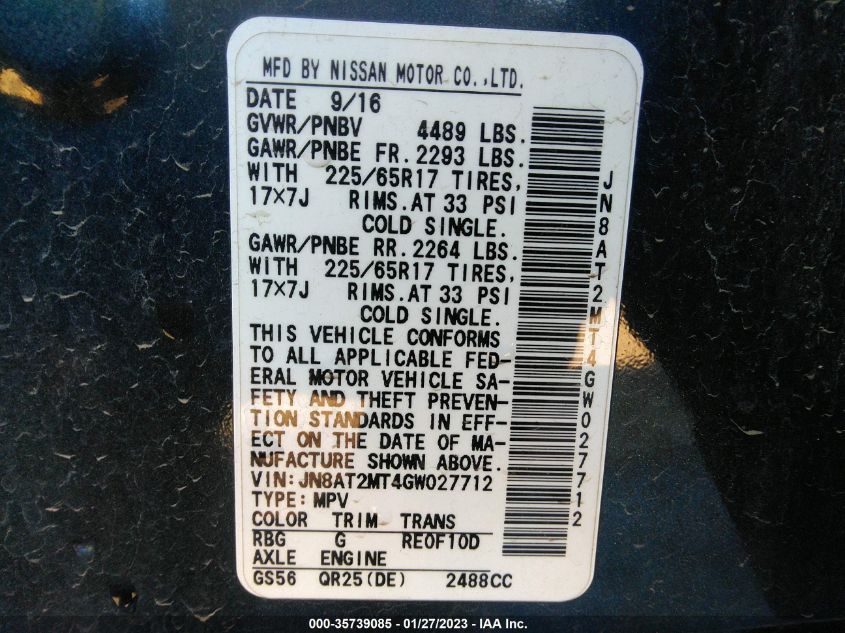 MFD BY NISSAN MOTOR CO.,LTD.
DATE 9/16
GVWR/PNBV 4489 LBS.
GAWR/PNBE FR. 2293 LBS.
WITH 225/65R17 TIRES,
17×7J RIMS. AT 33 PSI
COLD SINGLE.
GAWR/PNBE RR. 2264 LBS.
WITH 225/65R17 TIRES,
17×7J RIMS. AT 33 PSI
COLD SINGLE.
THIS VEHICLE CONFORMS
TO ALL APPLICABLE FED-
ERAL MOTOR VEHICLE SA-
FETY AND THEFT PREVEN-
TION STANDARDS IN EFF-
ECT ON THE DATE OF MA-
NUFACTURE SHOWN ABOVE.
VIN: JN8AT2MT4GW027712
TYPE: MPV
COLOR TRIM TRANS
RBG G RE0F10D
AXLE ENGINE
GS56 QR25(DE) 2488CC
JN8AT2MT4GW027712
000-35739085 - 01/27/2023 - IAA Inc.